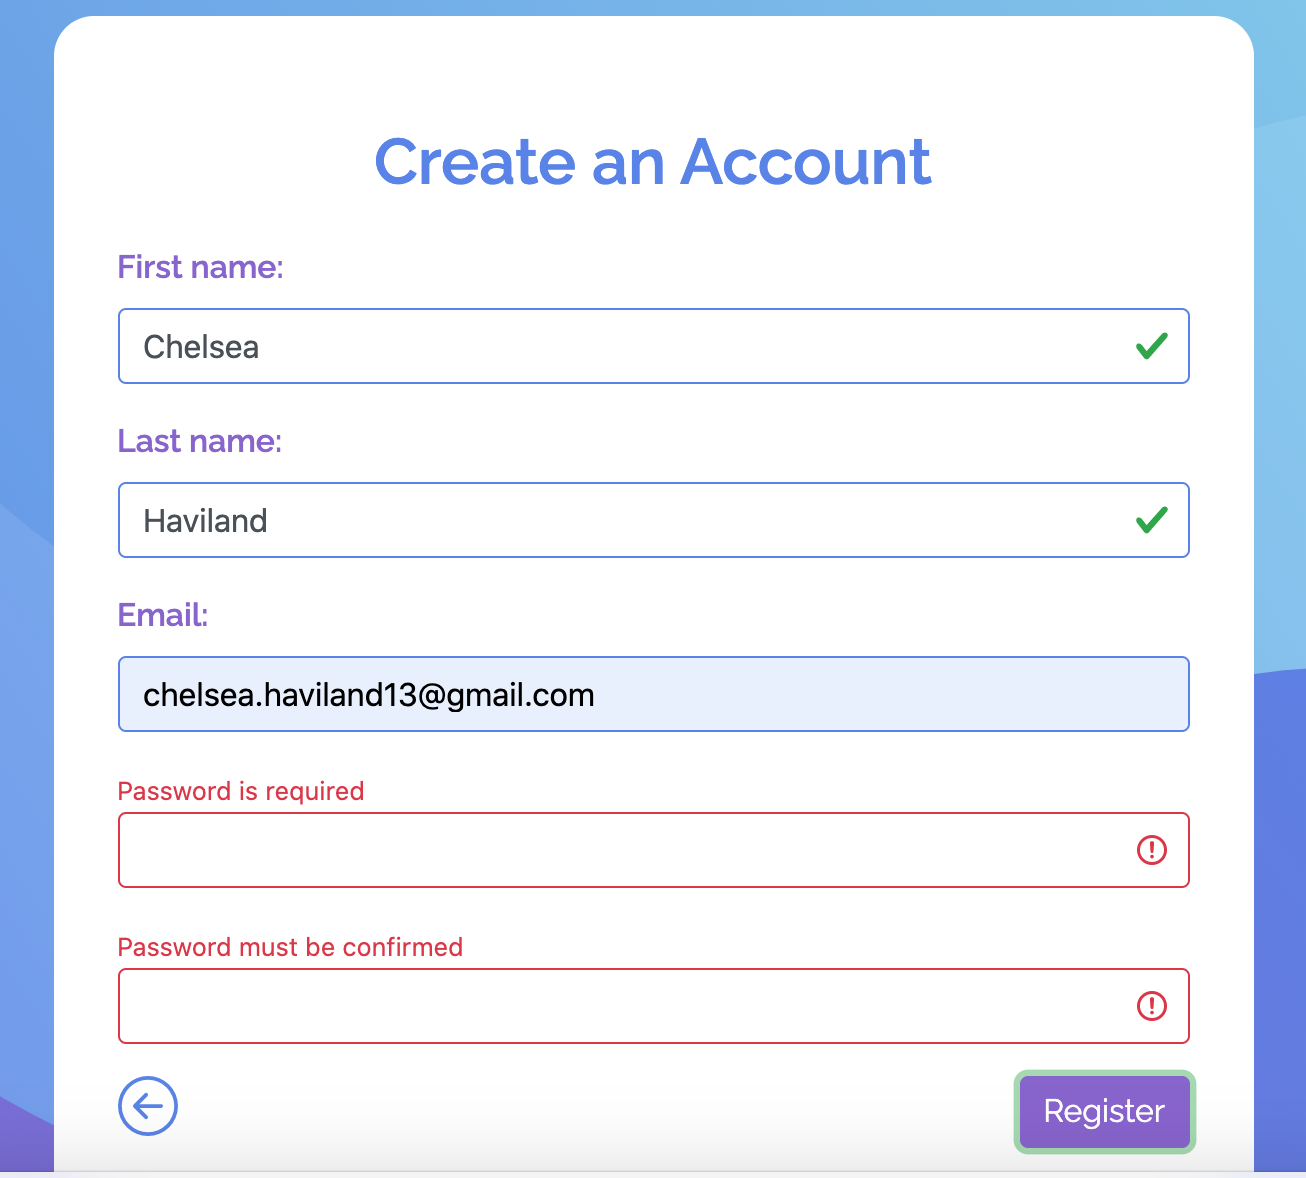 Create an Account
First name:
Chelsea
Last name:
Haviland
Email:
chelsea.haviland13@gmail.com
Password is required
Password must be confirmed
Register